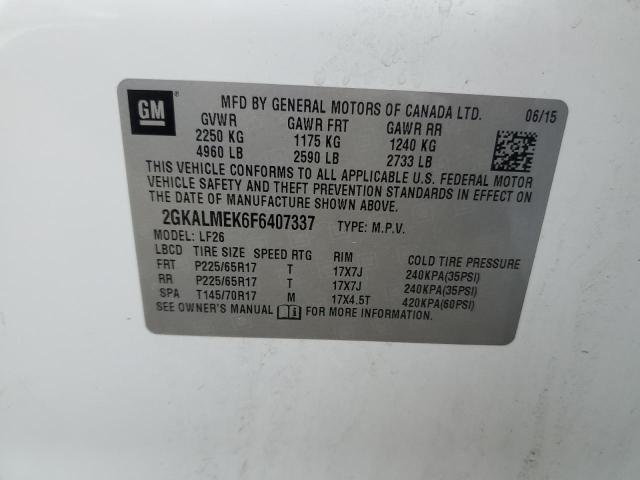 GM
MFD BY GENERAL MOTORS OF CANADA LTD. 06/15
GVWR GAWR FRT GAWR RR
2250 KG 1175 KG 1240 KG
4960 LB 2590 LB 2733 LB
THIS VEHICLE CONFORMS TO ALL APPLICABLE U.S. FEDERAL MOTOR
VEHICLE SAFETY AND THEFT PREVENTION STANDARDS IN EFFECT ON
THE DATE OF MANUFACTURE SHOWN ABOVE.
2GKALMEK6F6407337 TYPE: M.P.V.
MODEL: LF26
LBCD TIRE SIZE SPEED RTG RIM COLD TIRE PRESSURE
FRT P225/65R17 T 17X7J 240KPA(35PSI)
RR P225/65R17 T 17X7J 240KPA(35PSI)
SPA T145/70R17 M 17X4.5T 420KPA(60PSI)
SEE OWNER'S MANUAL FOR MORE INFORMATION.